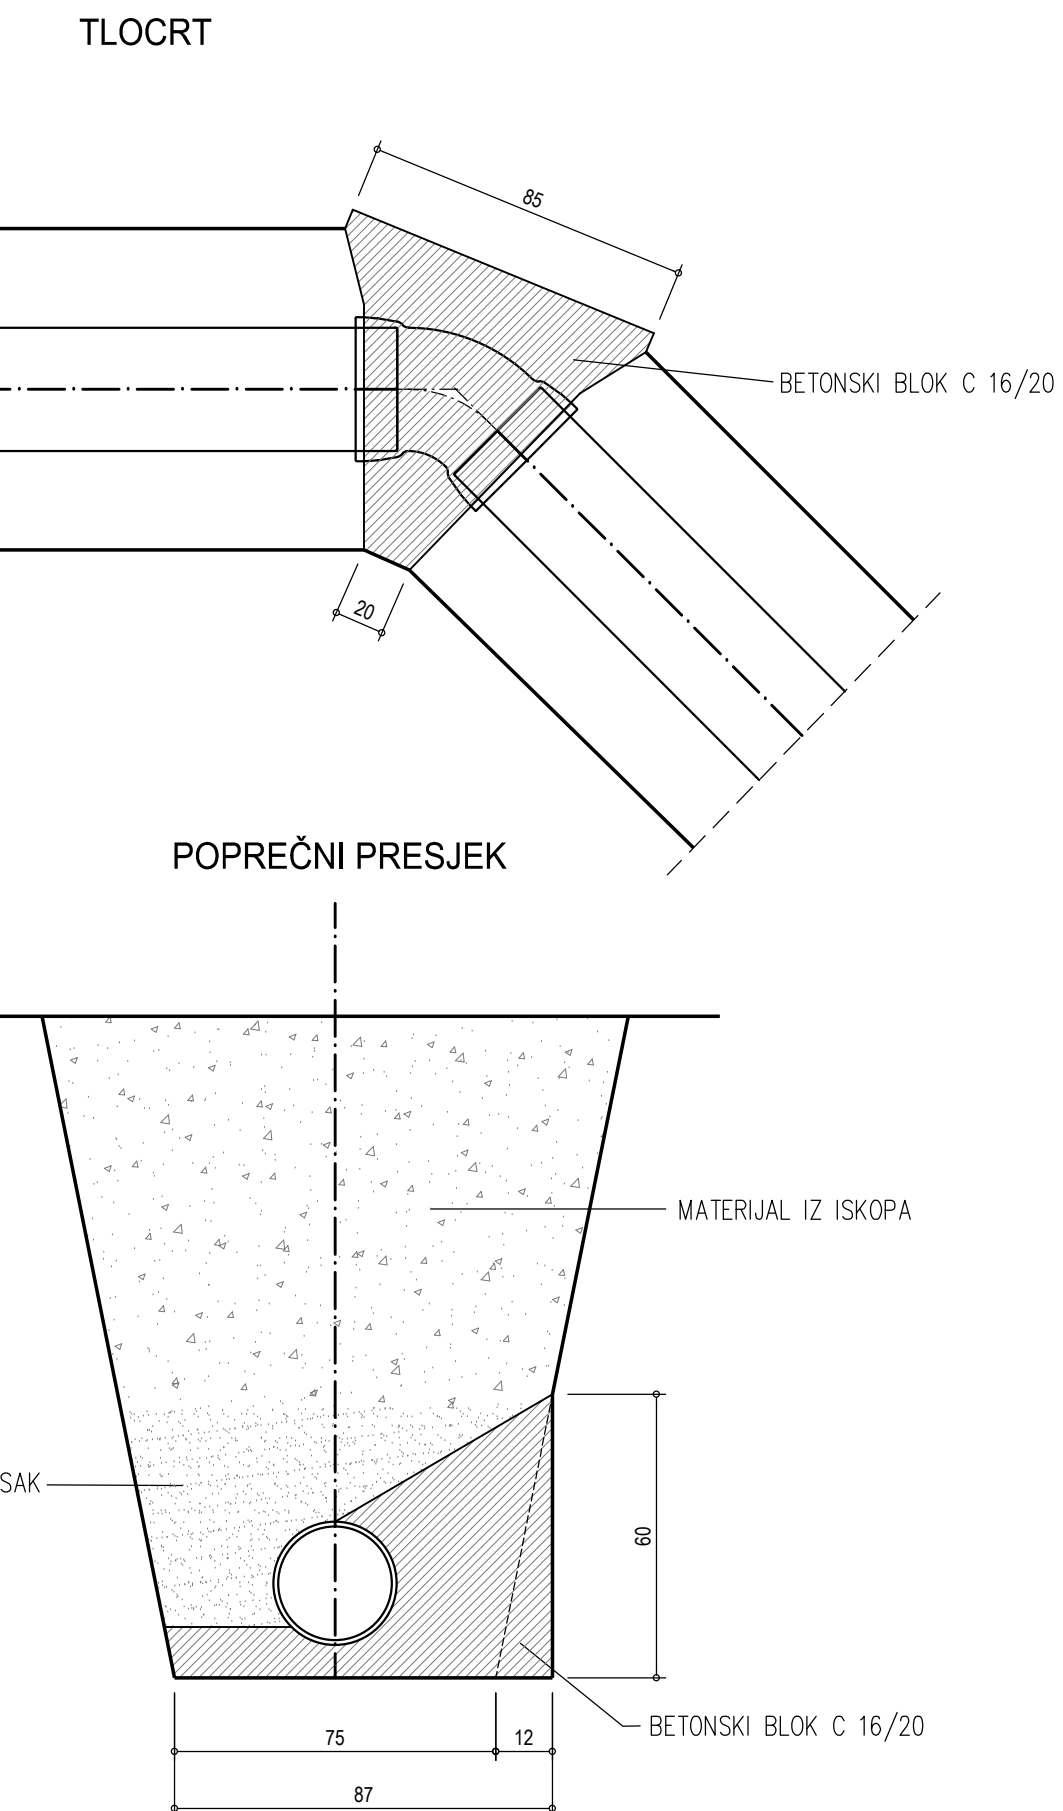 TLOCRT
85
BETONSKI BLOK C 16/20
20
POPREČNI PRESJEK
MATERIJAL IZ ISKOPA
SAK
60
BETONSKI BLOK C 16/20
75
12
87